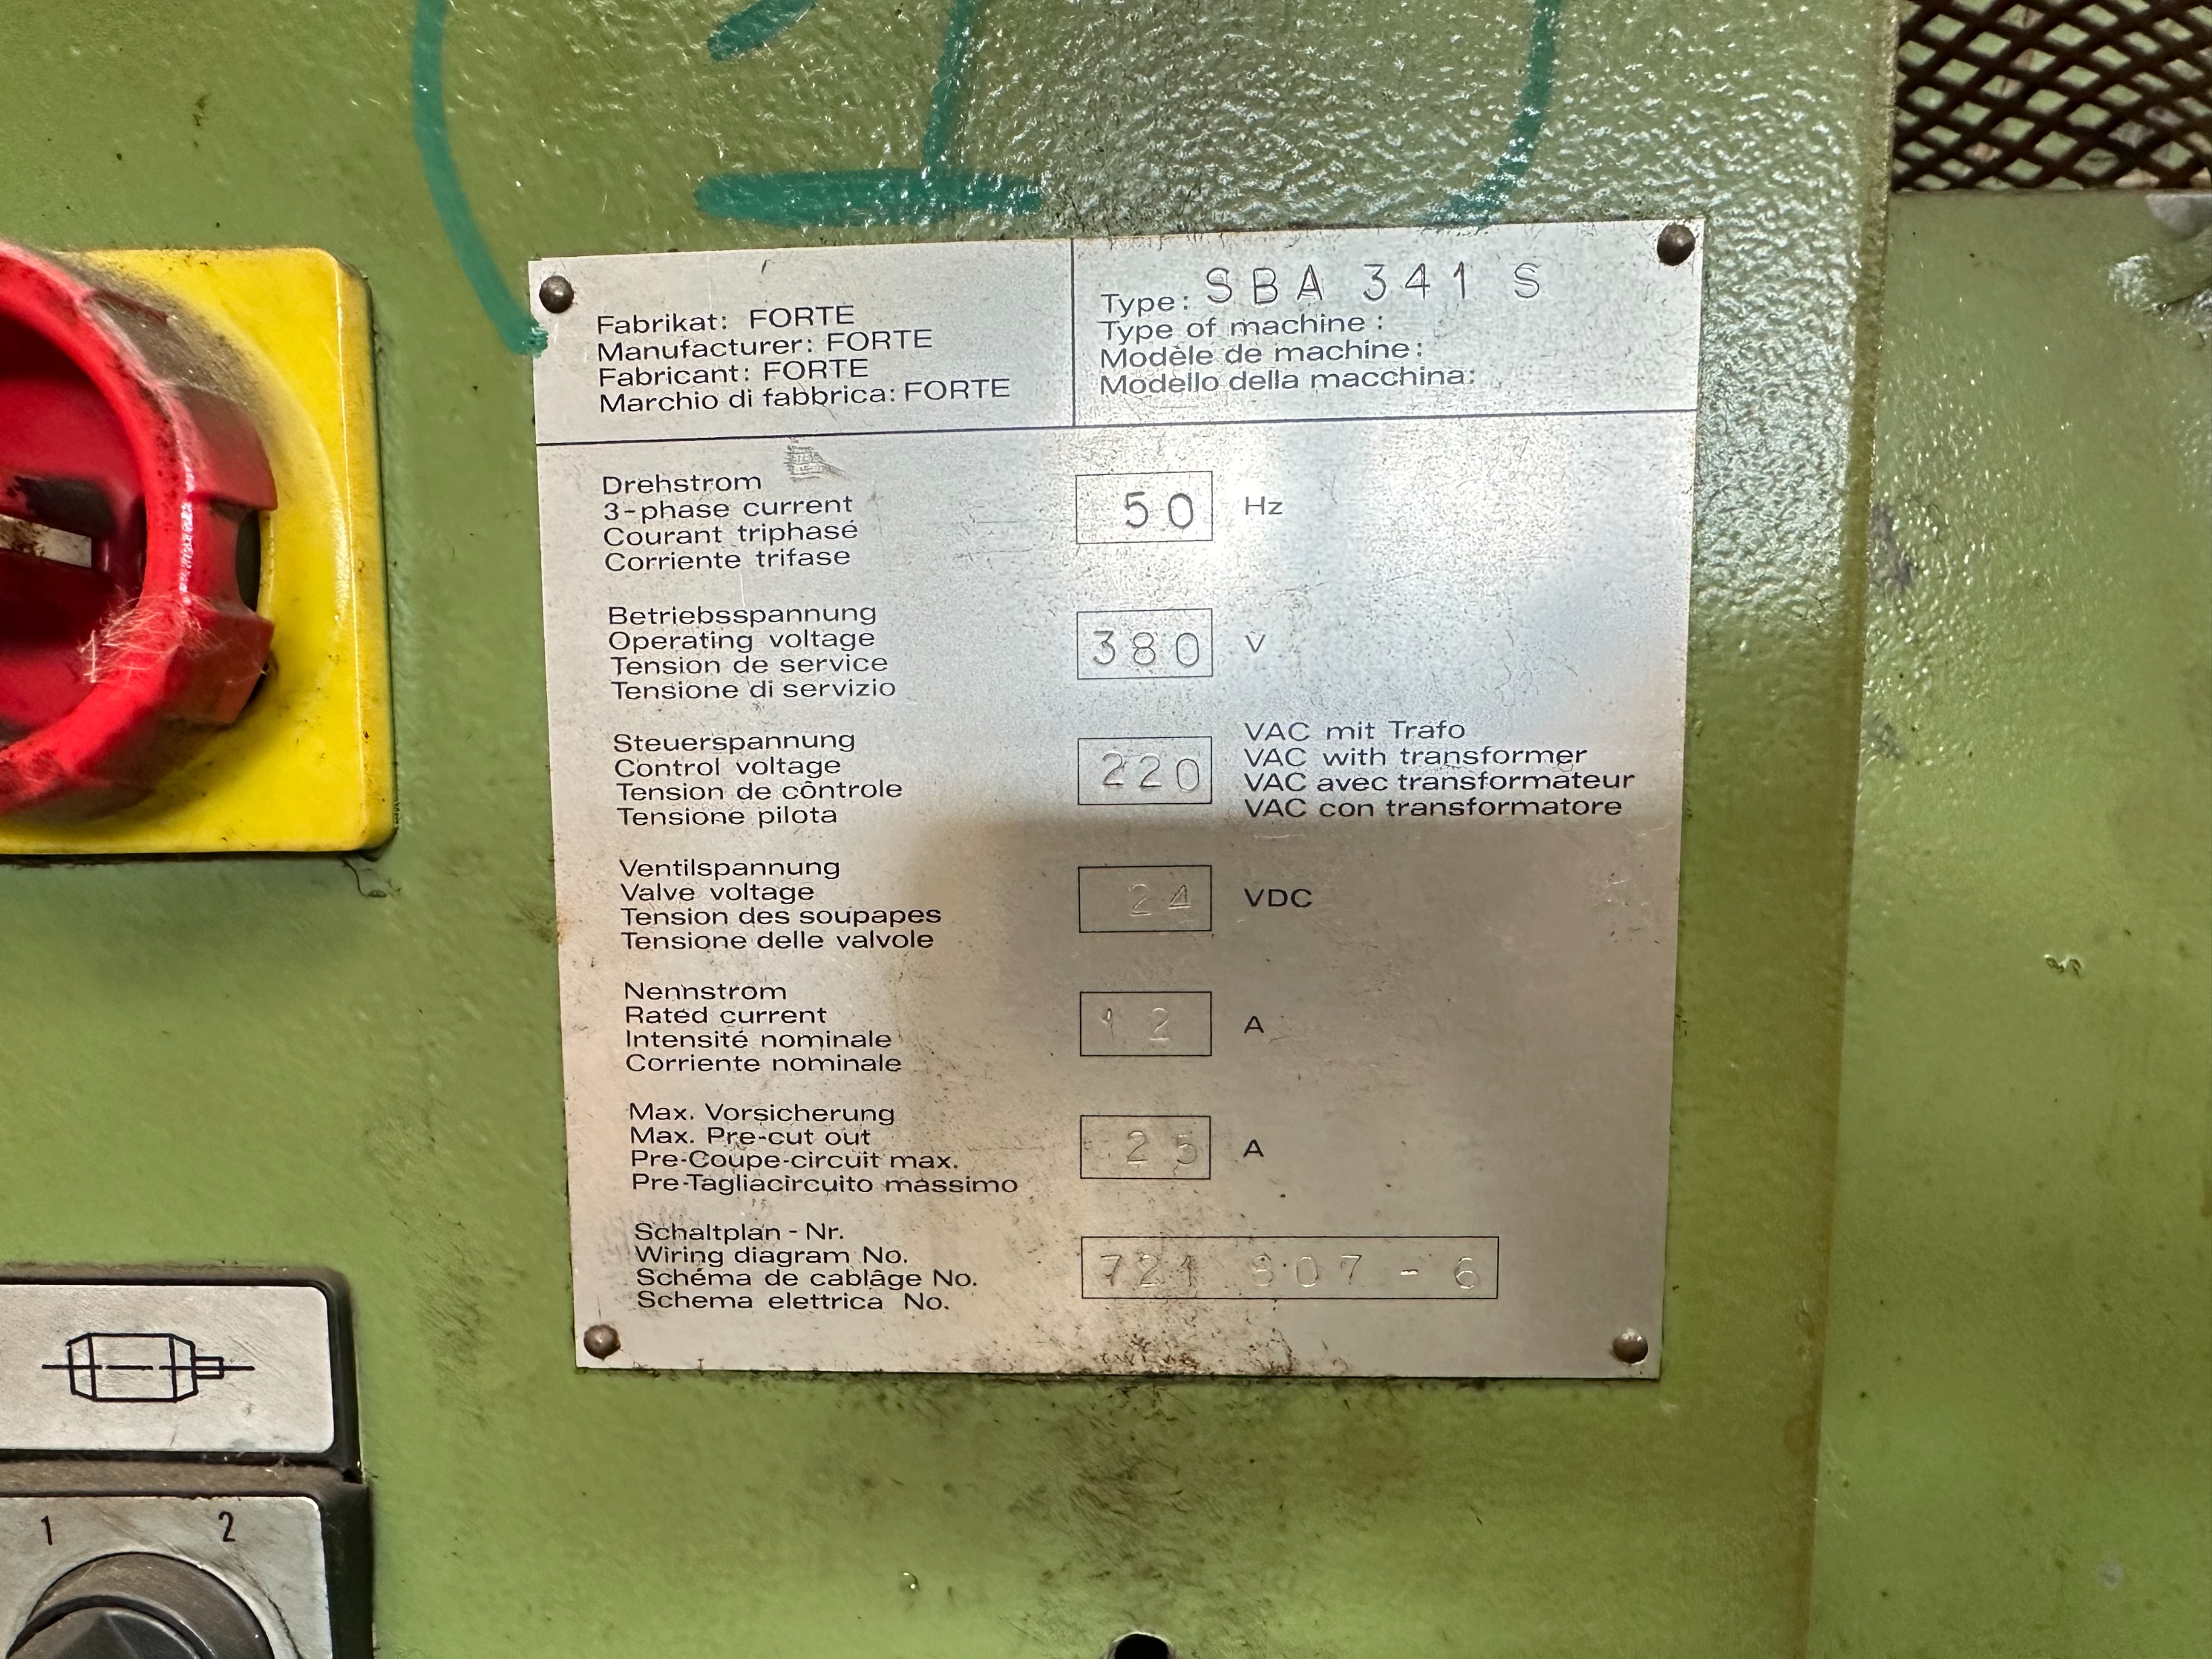 Fabrikat: FORTE
Manufacturer: FORTE
Fabricant: FORTE
Marchio di fabbrica: FORTE
Type: SBA 341 S
Type of machine:
Modèle de machine:
Modello della macchina:
Drehstrom
3-phase current
Courant triphasé
Corriente trifase
50 Hz
Betriebsspannung
Operating voltage
Tension de service
Tensione di servizio
380 V
Steuerspannung
Control voltage
Tension de côntrole
Tensione pilota
220
VAC mit Trafo
VAC with transformer
VAC avec transformateur
VAC con transformatore
Ventilspannung
Valve voltage
Tension des soupapes
Tensione delle valvole
24 VDC
Nennstrom
Rated current
Intensité nominale
Corriente nominale
12 A
Max. Vorsicherung
Max. Pre-cut out
Pre-Coupe-circuit max.
Pre-Tagliacircuito massimo
25 A
Schaltplan - Nr.
Wiring diagram No.
Schéma de cablâge No.
Schema elettrica No.
721 - 6
1 2